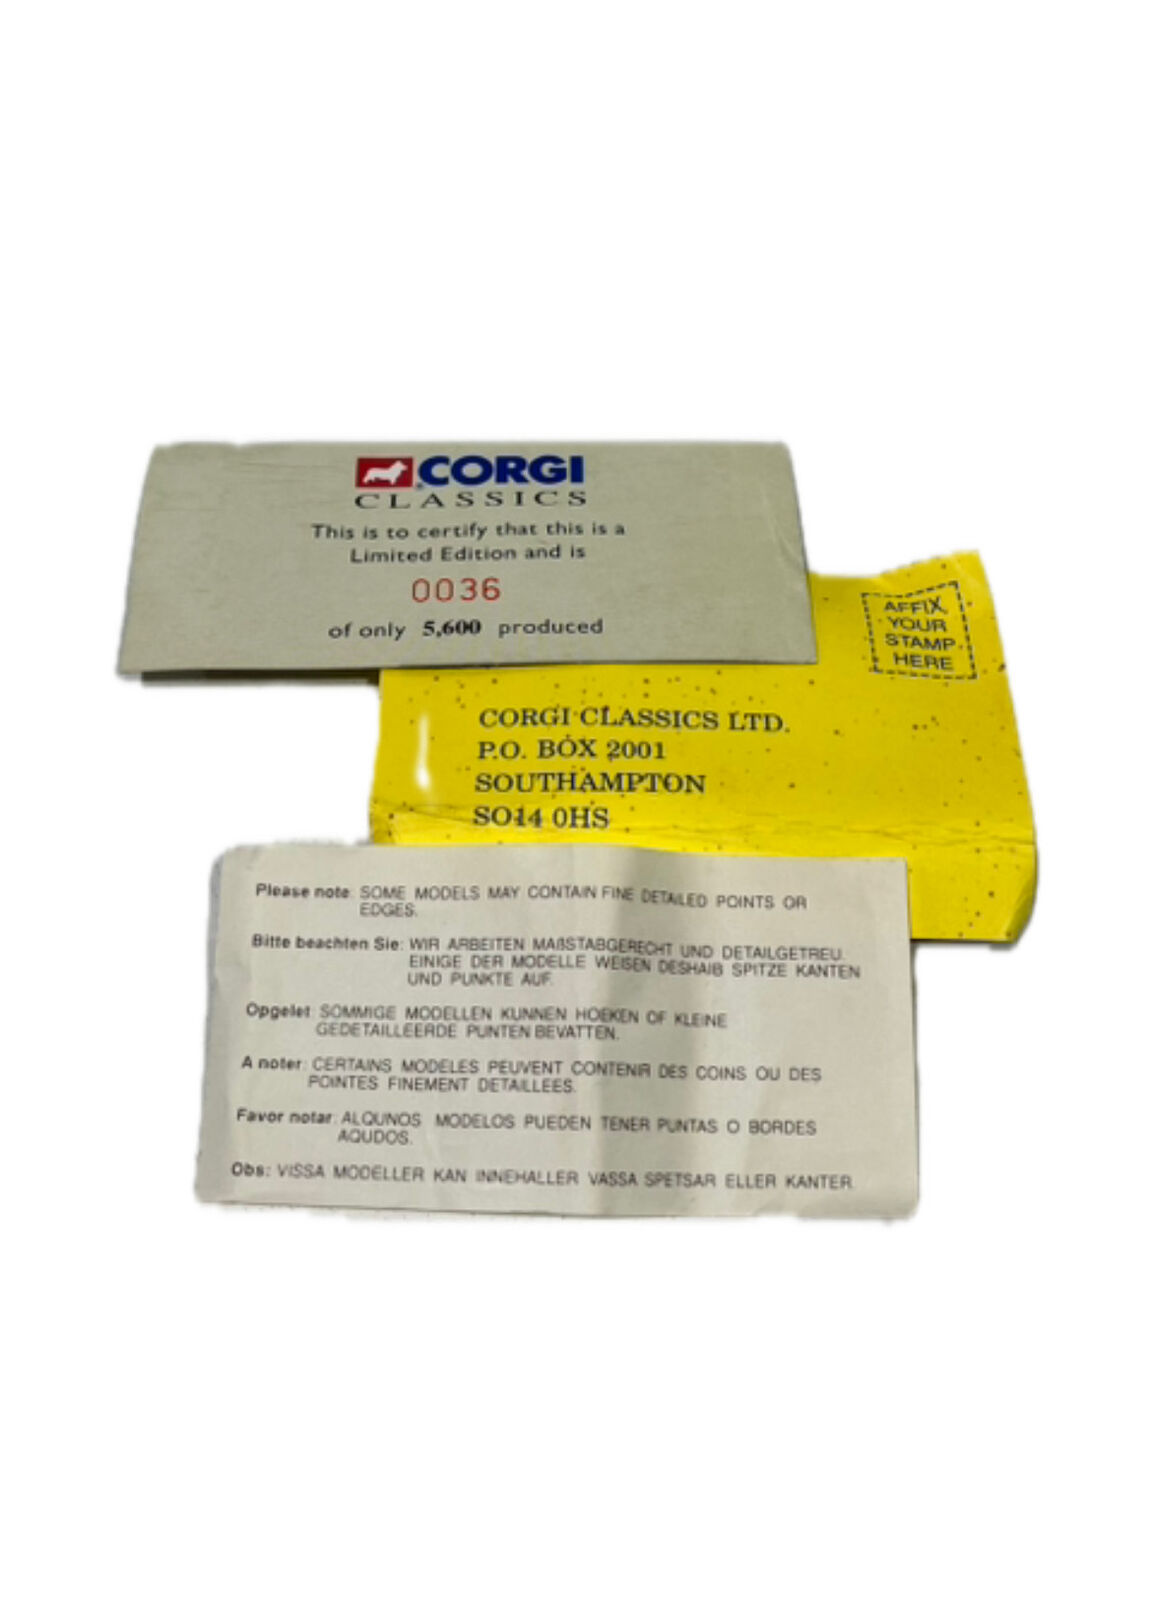 CORGI
CLASSICS
This is to certify that this is a
Limited Edition and is
0036
of only 5,600 produced
AFFIX
YOUR
STAMP
HERE
CORGI CLASSICS LTD.
P.O. BOX 2001
SOUTHAMPTON
SO14 0HS
Please note: SOME MODELS MAY CONTAIN FINE DETAILED POINTS OR
EDGES.
Bitte beachten Sie: WIR ARBEITEN MAßSTABGERECHT UND DETAILGETREU.
EINIGE DER MODELLE WEISEN DESHAIB SPITZE KANTEN
UND PUNKTE AUF.
Opgelet: SOMMIGE MODELLEN KUNNEN HOEKEN OF KLEINE
GEDETAILLEERDE PUNTEN BEVATTEN.
A noter: CERTAINS MODELES PEUVENT CONTENIR DES COINS OU DES
POINTES FINEMENT DETAILLEES.
Favor notar: ALQUNOS MODELOS PUEDEN TENER PUNTAS O BORDES
AQUDOS.
Obs: VISSA MODELLER KAN INNEHALLER VASSA SPETSAR ELLER KANTER.